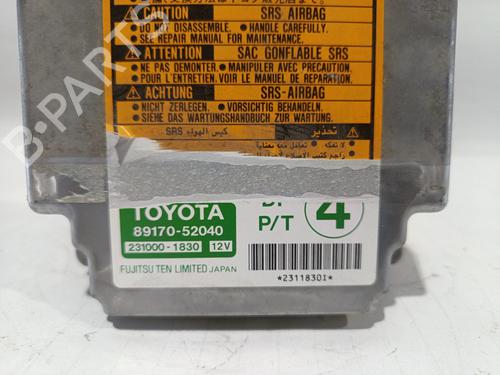 CAUTION SRS AIRBAG
●DO NOT DISASSEMBLE. ●HANDLE CAREFULLY.
●SEE REPAIR MANUAL FOR MAINTENANCE.
ATTENTION SAC GONFLABLE SRS
●NE PAS DEMONTER. ●MANIPULER AVEC PRECAUTION.
●POUR L'ENTRETIEN, VOIR LE MANUEL DE REPARATION.
ACHTUNG SRS-AIRBAG
●NICHT ZERLEGEN. ●VORSICHTIG BEHANDELN.
●SIEHE DAS WARTUNGSHANDBUCH ZUR WARTUNG.
كيس الهواء SRS تحذير
TOYOTA
89170-52040
231000-1830 12V
P/T 4
FUJITSU TEN LIMITED JAPAN
*2311830I*
B-PARTS